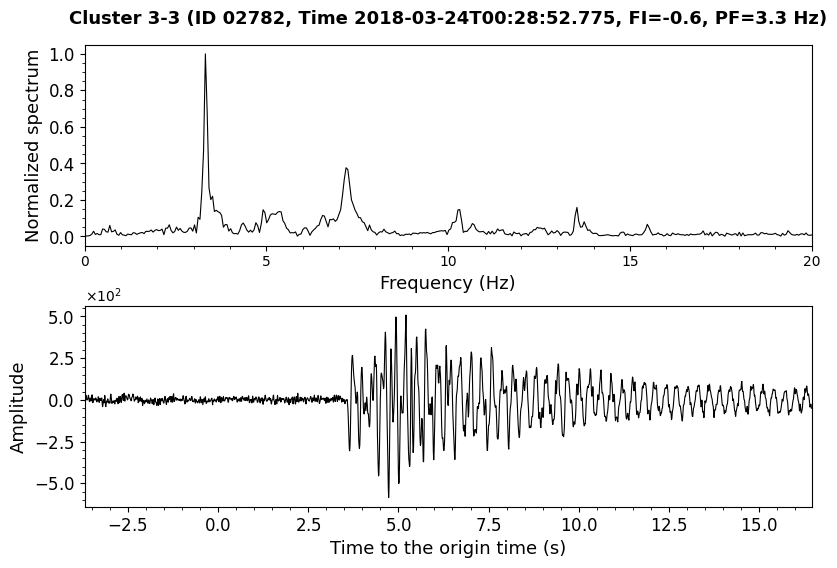 Cluster 3-3 (ID 02782, Time 2018-03-24T00:28:52.775, FI=-0.6, PF=3.3 Hz)
1.0
0.8
0.6
0.4
0.2
0.0
Normalized spectrum
0 5 10 15 20
Frequency (Hz)
×10²
5.0
2.5
0.0
−2.5
−5.0
Amplitude
−2.5 0.0 2.5 5.0 7.5 10.0 12.5 15.0
Time to the origin time (s)